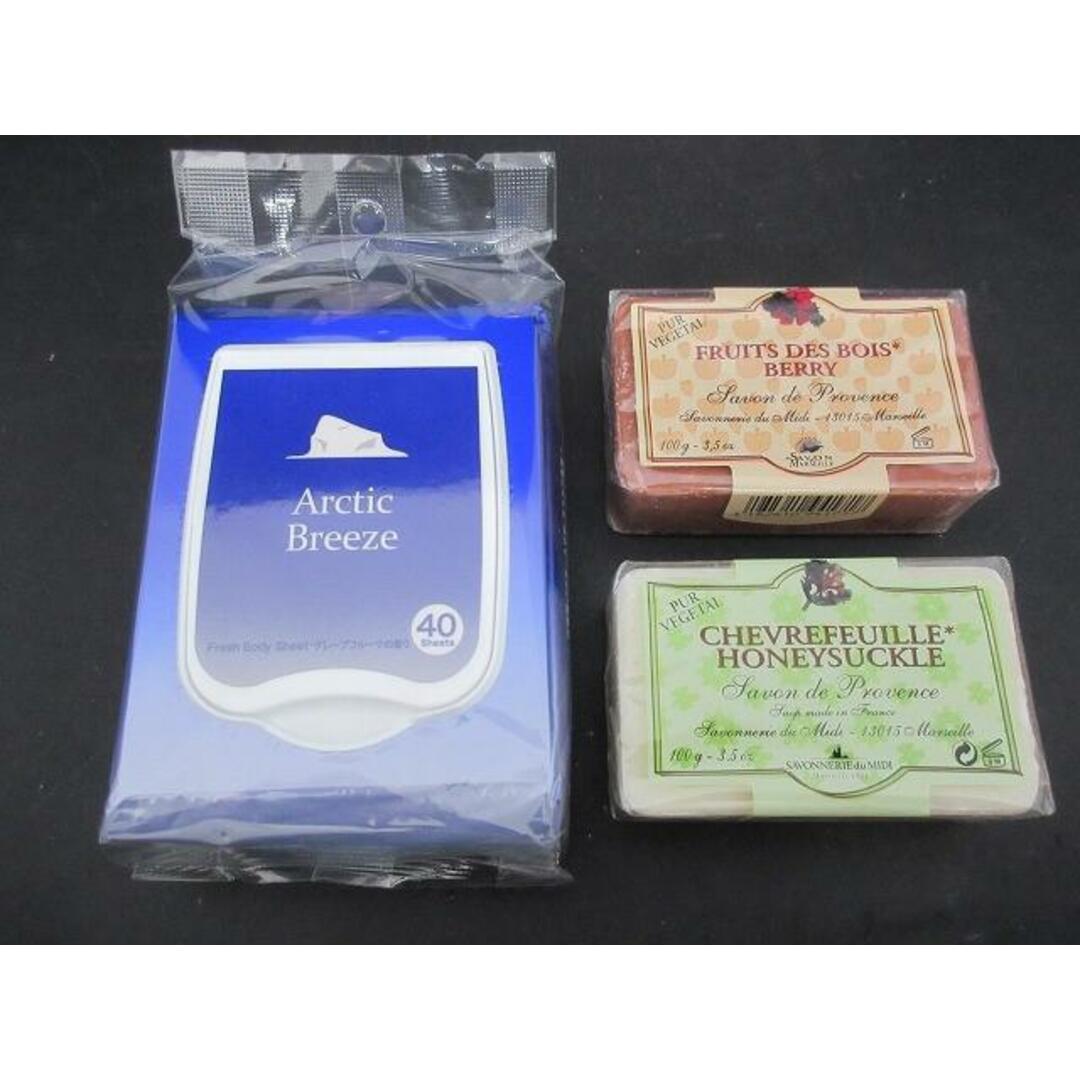 Arctic
Breeze
Fresh Body Sheet・グレープフルーツの香り
40
Sheets
PUR
VEGETAL
FRUITS DES BOIS*
BERRY
Savon de Provence
Savonnerie du Midi - 13015 Marseille
100 g - 3,5 oz
SAVON
MARSEILLE
PUR
VEGETAL
CHEVREFEUILLE*
HONEYSUCKLE
Savon de Provence
Soap made in France
Savonnerie du Midi - 13015 Marseille
100 g - 3.5 oz
SAVONNERIE du MIDI